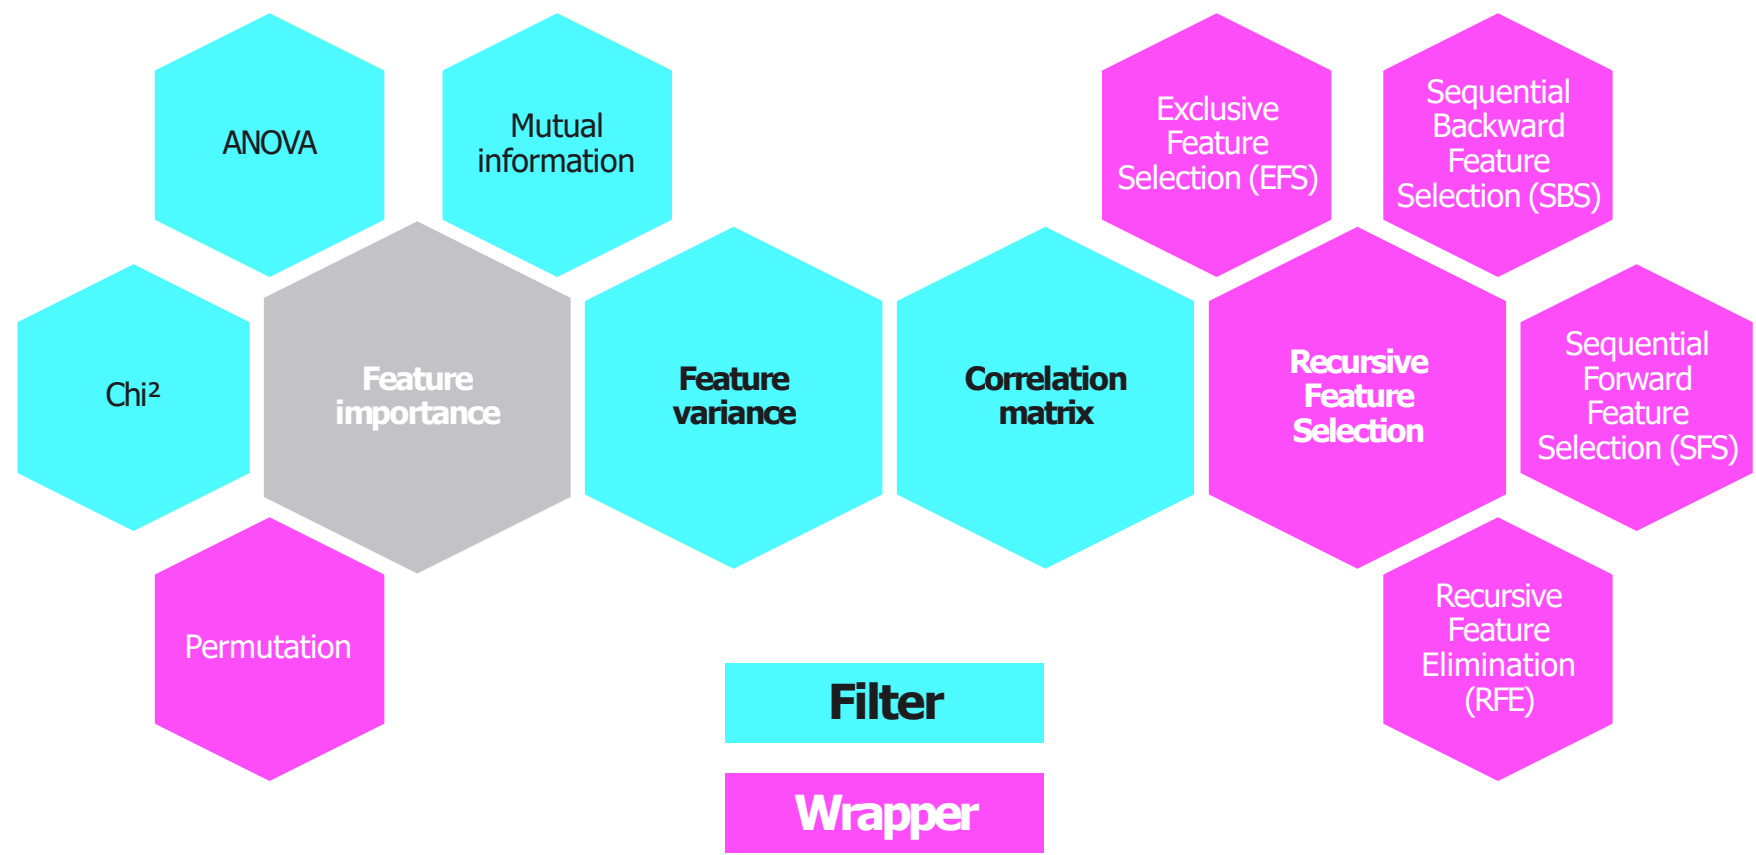 ANOVA
Mutual
information
Exclusive
Feature
Selection (EFS)
Sequential
Backward
Feature
Selection (SBS)
Chi²
Feature
importance
Feature
variance
Correlation
matrix
Recursive
Feature
Selection
Sequential
Forward
Feature
Selection (SFS)
Permutation
Recursive
Feature
Elimination
(RFE)
Filter
Wrapper